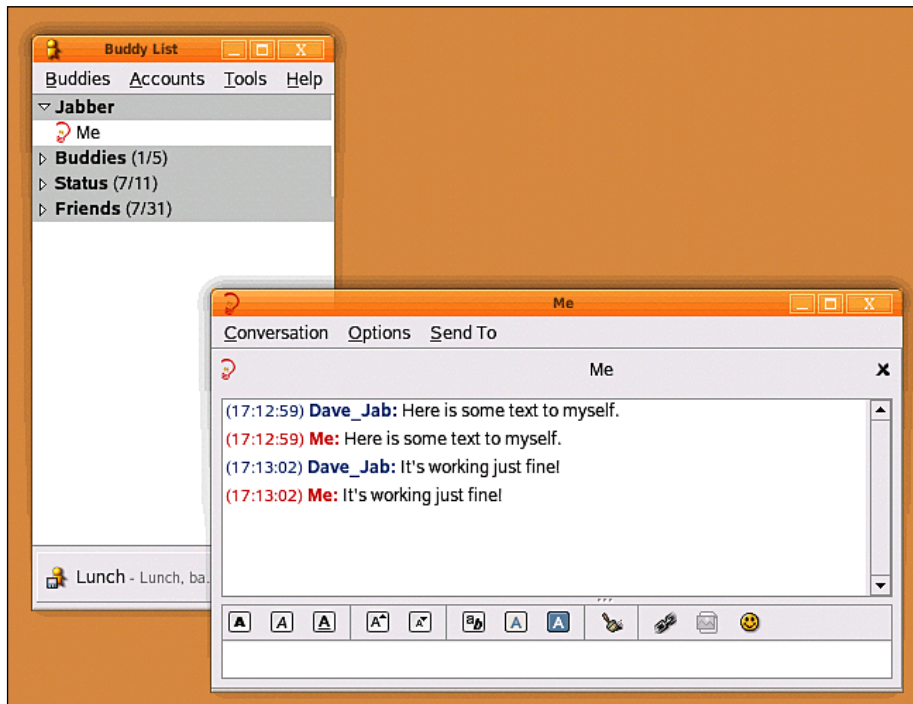 Buddy List
Buddies Accounts Tools Help
Jabber
Me
Buddies (1/5)
Status (7/11)
Friends (7/31)
Lunch - Lunch, ba.
Me
Conversation Options Send To
Me
(17:12:59) Dave_Jab: Here is some text to myself.
(17:12:59) Me: Here is some text to myself.
(17:13:02) Dave_Jab: It's working just fine!
(17:13:02) Me: It's working just fine!